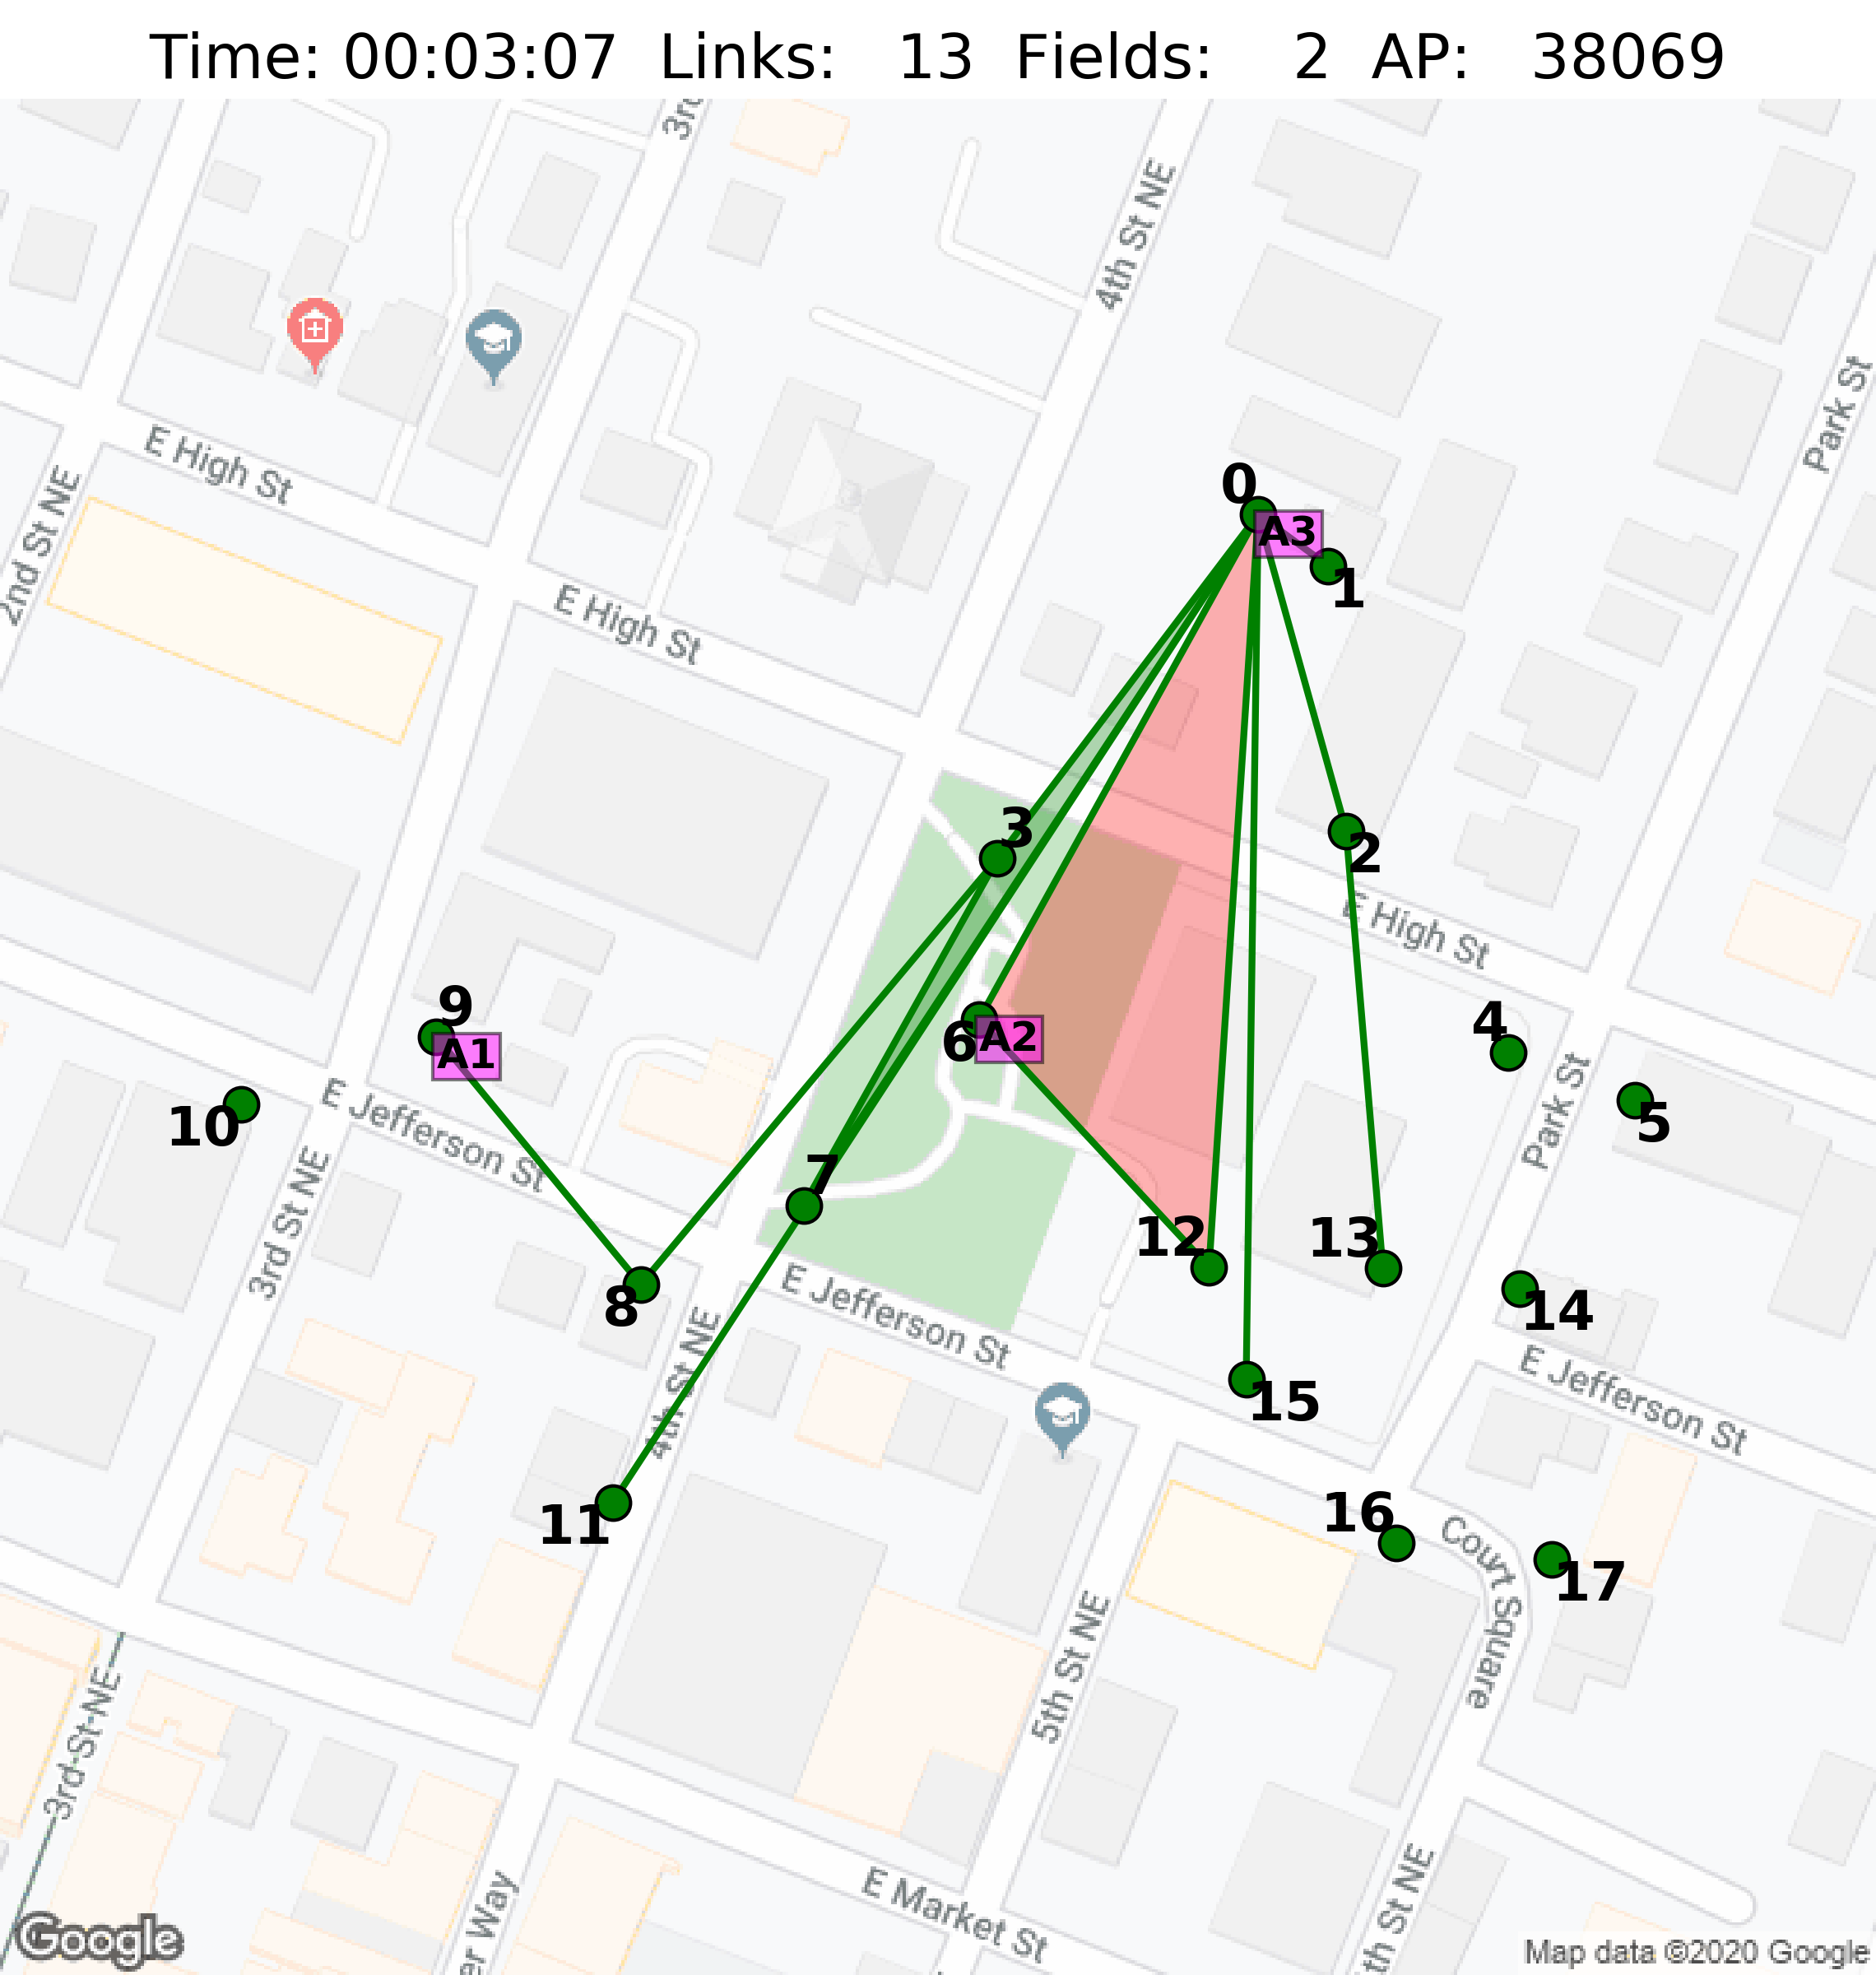 Time: 00:03:07 Links: 13 Fields: 2 AP: 38069
3rd
4th St NE
Park St
E High St
2nd St NE
0
A3
1
E High St
3
2
E High St
9
A1
6
A2
4
5
10
E Jefferson St
Park St
3rd St NE
7
12
13
8
14
E Jefferson St
4th St NE
E Jefferson St
15
11
16
Court Square
17
5th St NE
3rd St NE
er Way
E Market St
th St NE
Google
Map data ©2020 Google